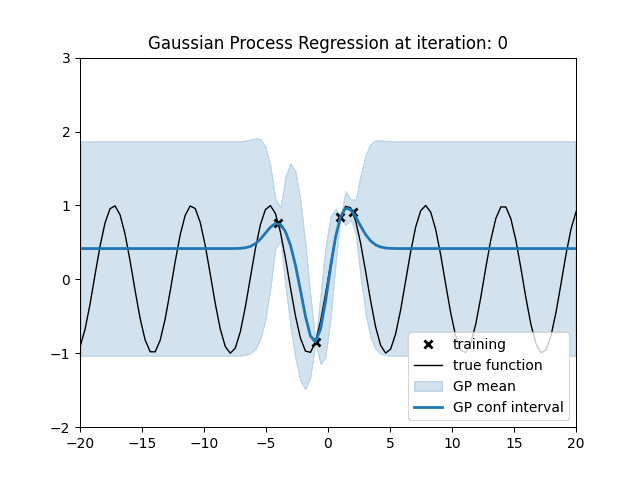 Gaussian Process Regression at iteration: 0
3
2
1
0
−1
−2
training
true function
GP mean
GP conf interval
−20 −15 −10 −5 0 5 10 15 20